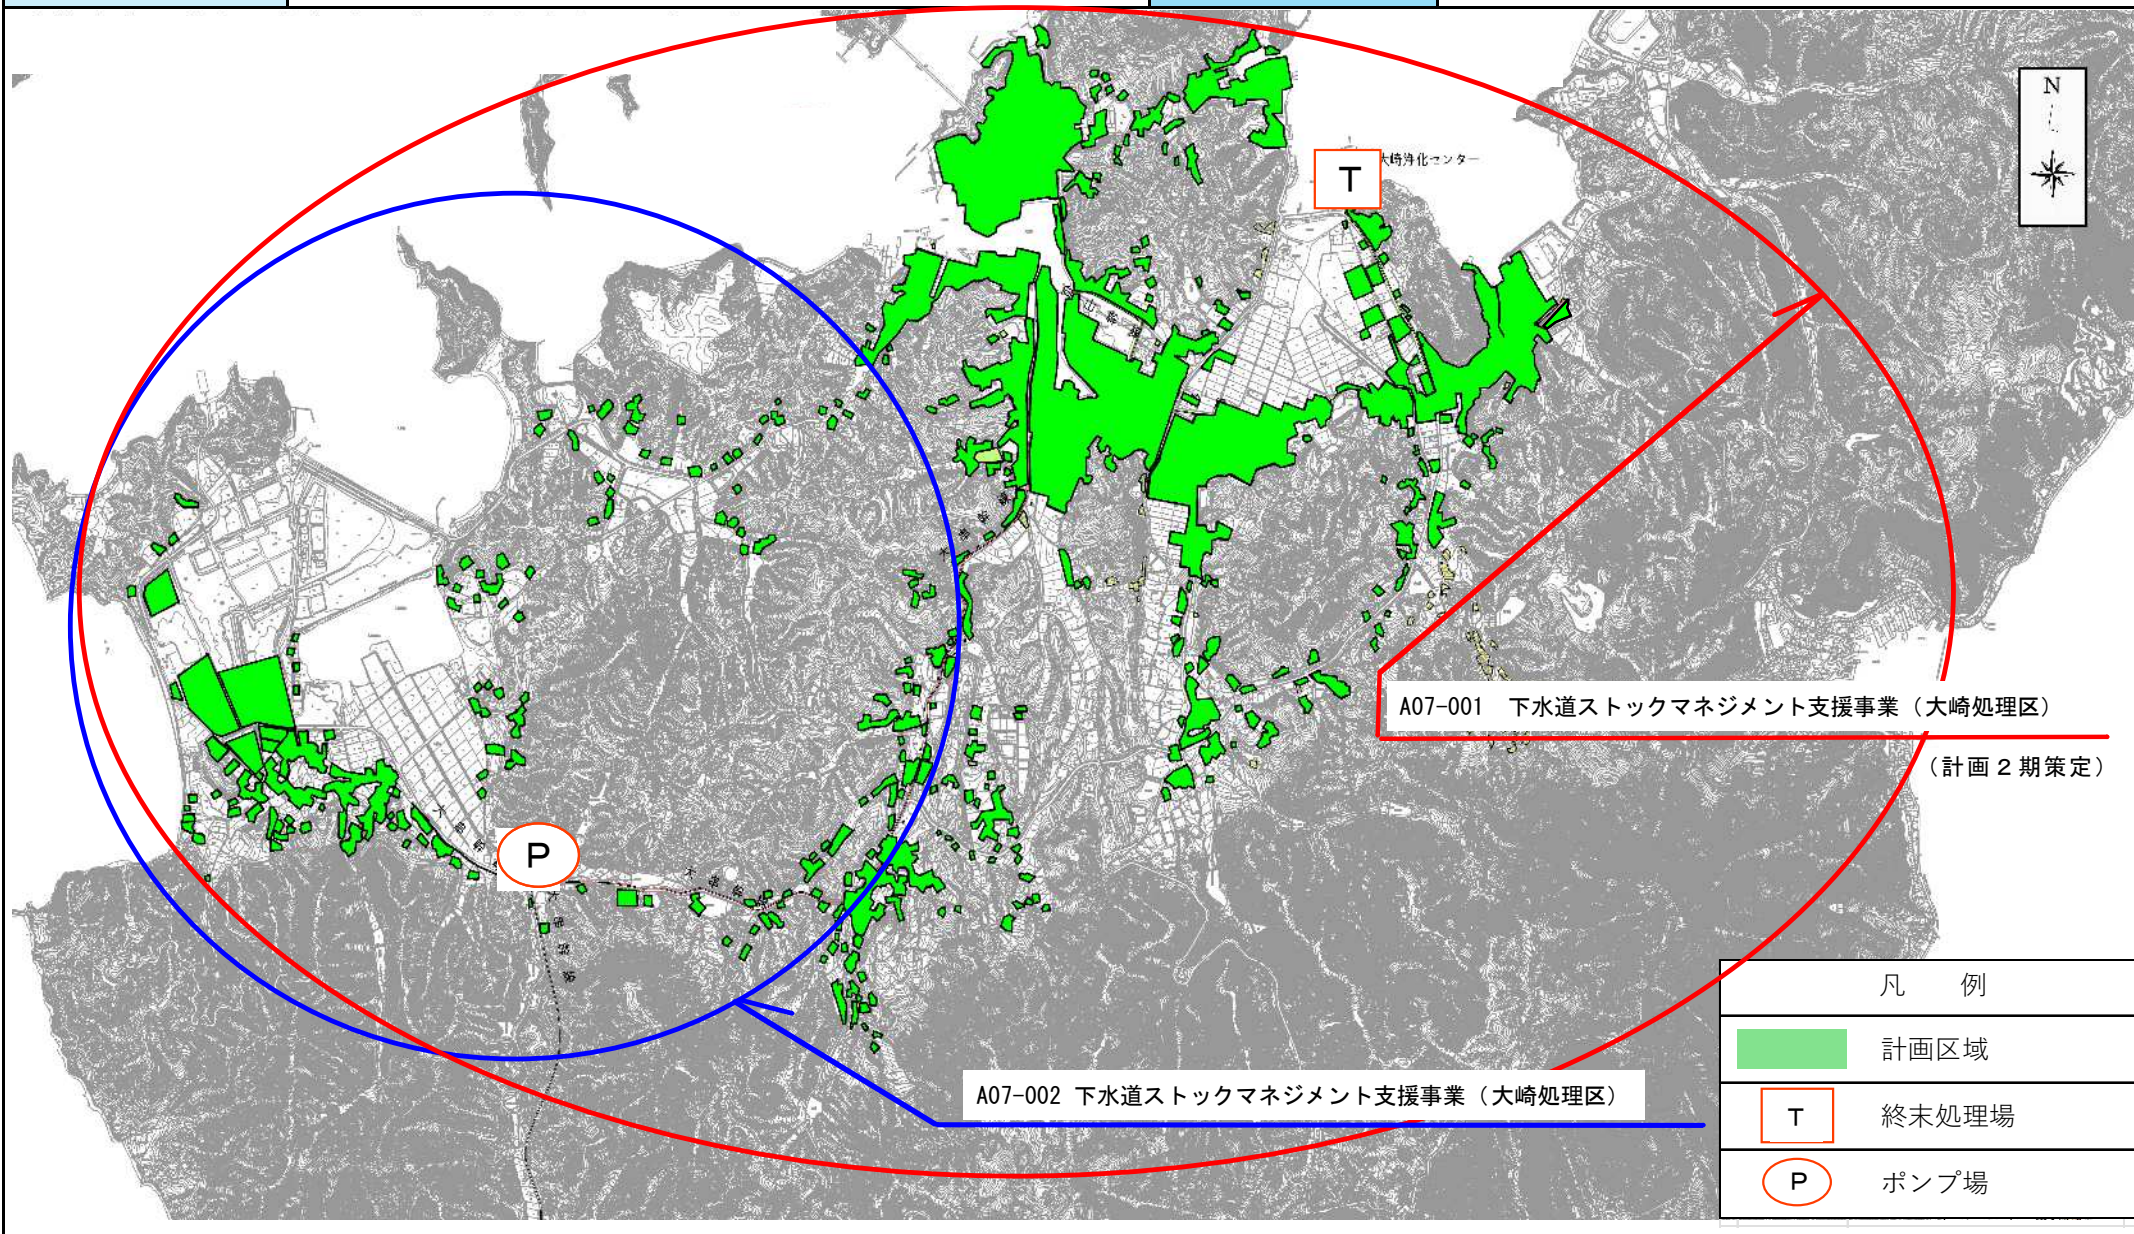 N
大崎浄化センター
T
A07-001 下水道ストックマネジメント支援事業（大崎処理区）
（計画２期策定）
P
A07-002 下水道ストックマネジメント支援事業（大崎処理区）
凡 例
計画区域
T 終末処理場
P ポンプ場